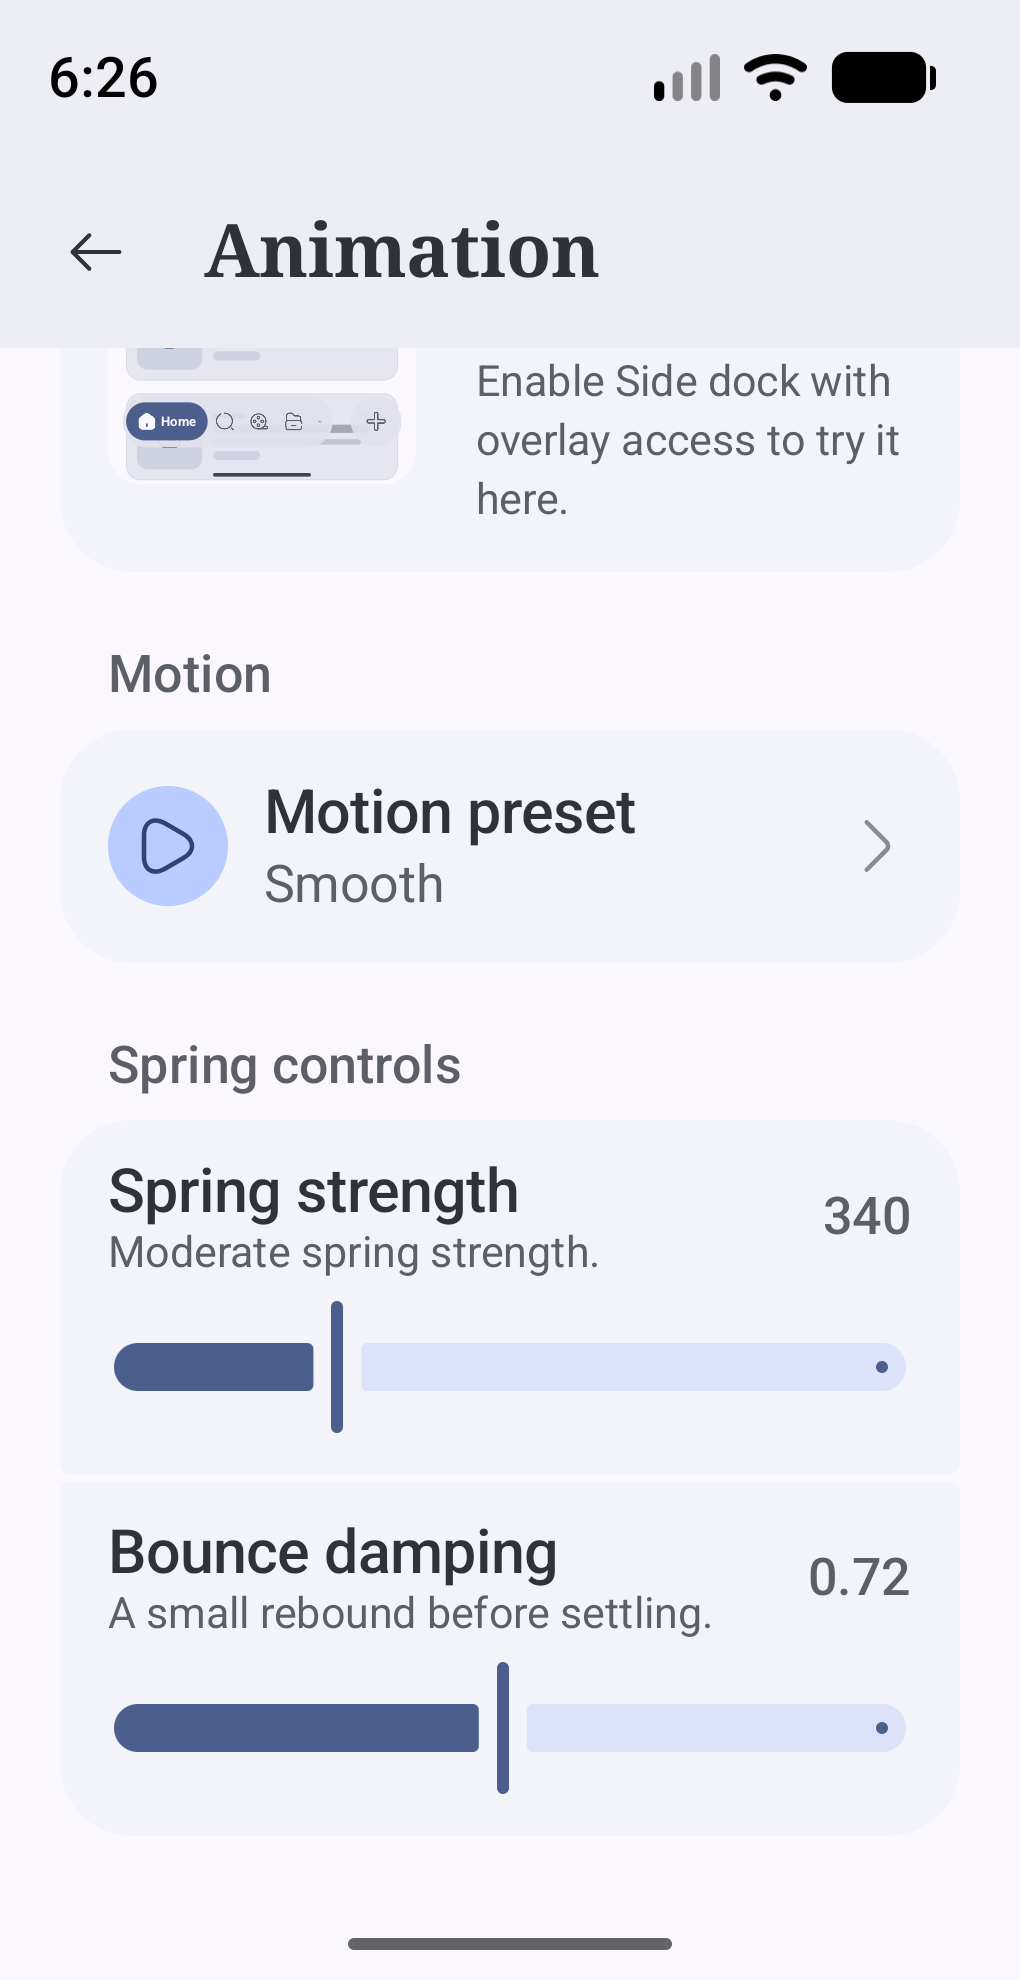 6:26
Animation
Home
Enable Side dock with
overlay access to try it
here.
Motion
Motion preset
Smooth
Spring controls
Spring strength
340
Moderate spring strength.
Bounce damping
0.72
A small rebound before settling.